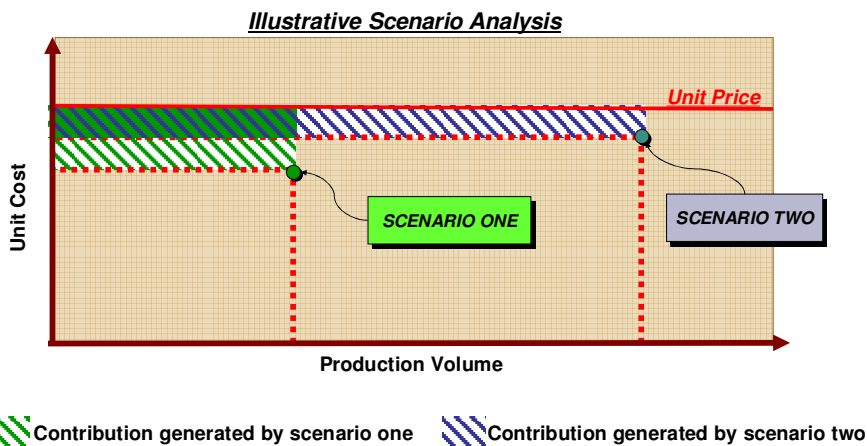 Illustrative Scenario Analysis
Unit Price
Unit Cost
SCENARIO ONE
SCENARIO TWO
Production Volume
Contribution generated by scenario one
Contribution generated by scenario two